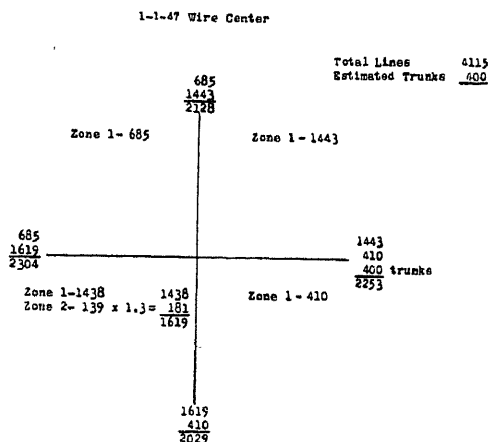 1-1-47 Wire Center
Total Lines 4115
Estimated Trunks 400
685
1443
2128
Zone 1- 685
Zone 1 - 1443
685
1619
2304
1443
410
400 trunks
2253
Zone 1-1438 1438
Zone 2- 139 x 1.3= 181
1619
Zone 1 - 410
1619
410
2029